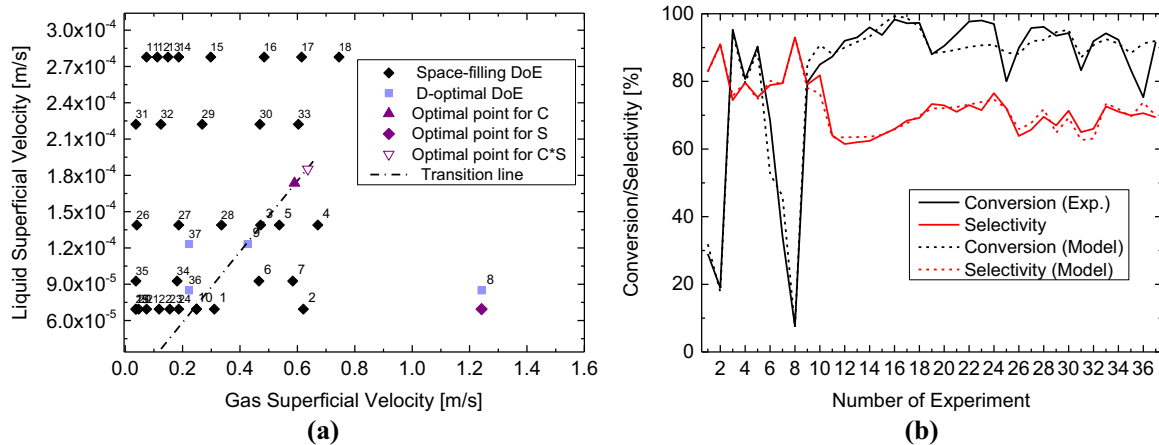 3.0x10⁻⁴
2.7x10⁻⁴
2.4x10⁻⁴
2.1x10⁻⁴
1.8x10⁻⁴
1.5x10⁻⁴
1.2x10⁻⁴
9.0x10⁻⁵
6.0x10⁻⁵
Liquid Superficial Velocity [m/s]
11 12 13 14 15 16 17 18
31 32 29 30 33
26 27 28 3 5 4
37 9
35 34 6 7
36 8
21 22 23 24 10 1 2
Space-filling DoE
D-optimal DoE
Optimal point for C
Optimal point for S
Optimal point for C*S
Transition line
0.0 0.2 0.4 0.6 0.8 1.0 1.2 1.4 1.6
Gas Superficial Velocity [m/s]
(a)
100
80
60
40
20
0
Conversion/Selectivity [%]
Conversion (Exp.)
Selectivity
Conversion (Model)
Selectivity (Model)
2 4 6 8 10 12 14 16 18 20 22 24 26 28 30 32 34 36
Number of Experiment
(b)